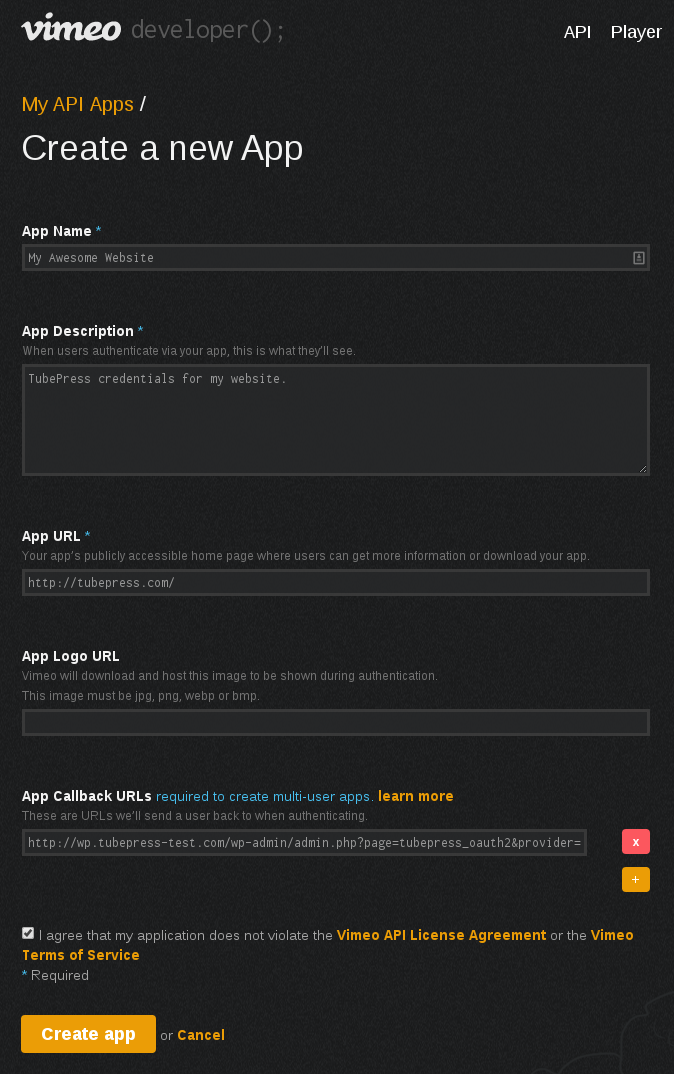 vimeo developer();
API Player
My API Apps /
Create a new App
App Name *
My Awesome Website
App Description *
When users authenticate via your app, this is what they'll see.
TubePress credentials for my website.
App URL *
Your app's publicly accessible home page where users can get more information or download your app.
http://tubepress.com/
App Logo URL
Vimeo will download and host this image to be shown during authentication.
This image must be jpg, png, webp or bmp.
App Callback URLs required to create multi-user apps. learn more
These are URLs we'll send a user back to when authenticating.
http://wp.tubepress-test.com/wp-admin/admin.php?page=tubepress_oauth2&provider=
x
+
I agree that my application does not violate the Vimeo API License Agreement or the Vimeo
Terms of Service
* Required
Create app or Cancel